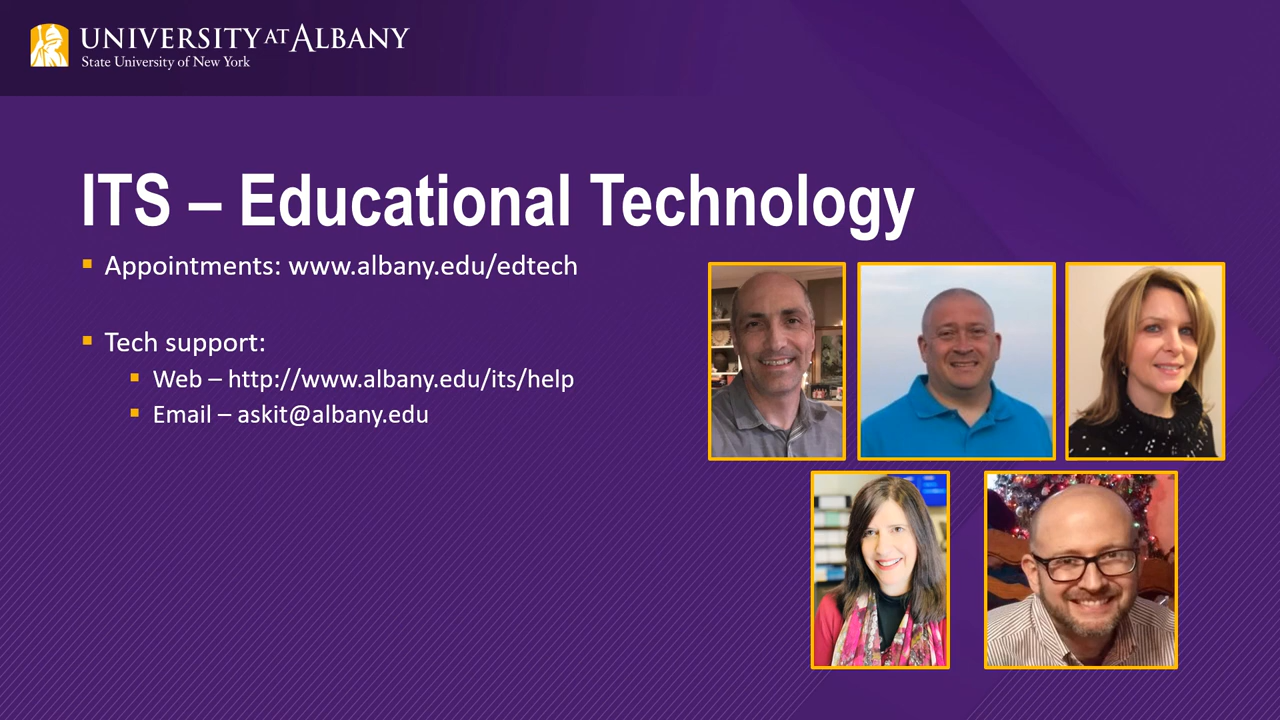 UNIVERSITY AT ALBANY
State University of New York
ITS – Educational Technology
Appointments: www.albany.edu/edtech
Tech support:
Web – http://www.albany.edu/its/help
Email – askit@albany.edu